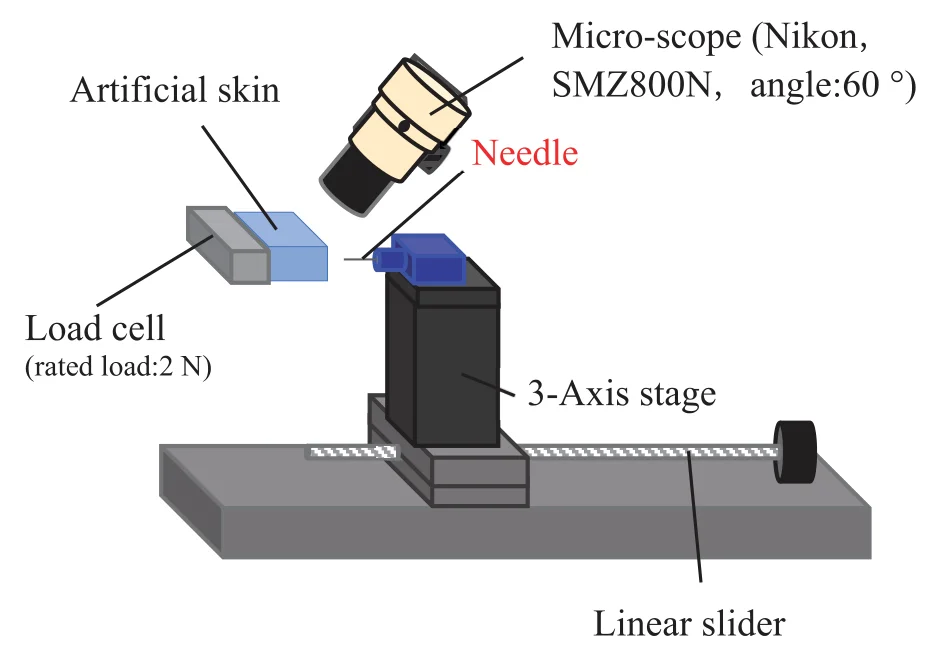 Micro-scope (Nikon,
SMZ800N, angle:60 °)
Artificial skin
Needle
Load cell
(rated load:2 N)
3-Axis stage
Linear slider